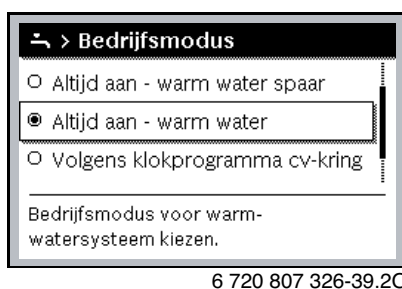 > Bedrijfsmodus
Altijd aan - warm water spaar
Altijd aan - warm water
Volgens klokprogramma cv-kring
Bedrijfsmodus voor warm-
watersysteem kiezen.
6 720 807 326-39.2O